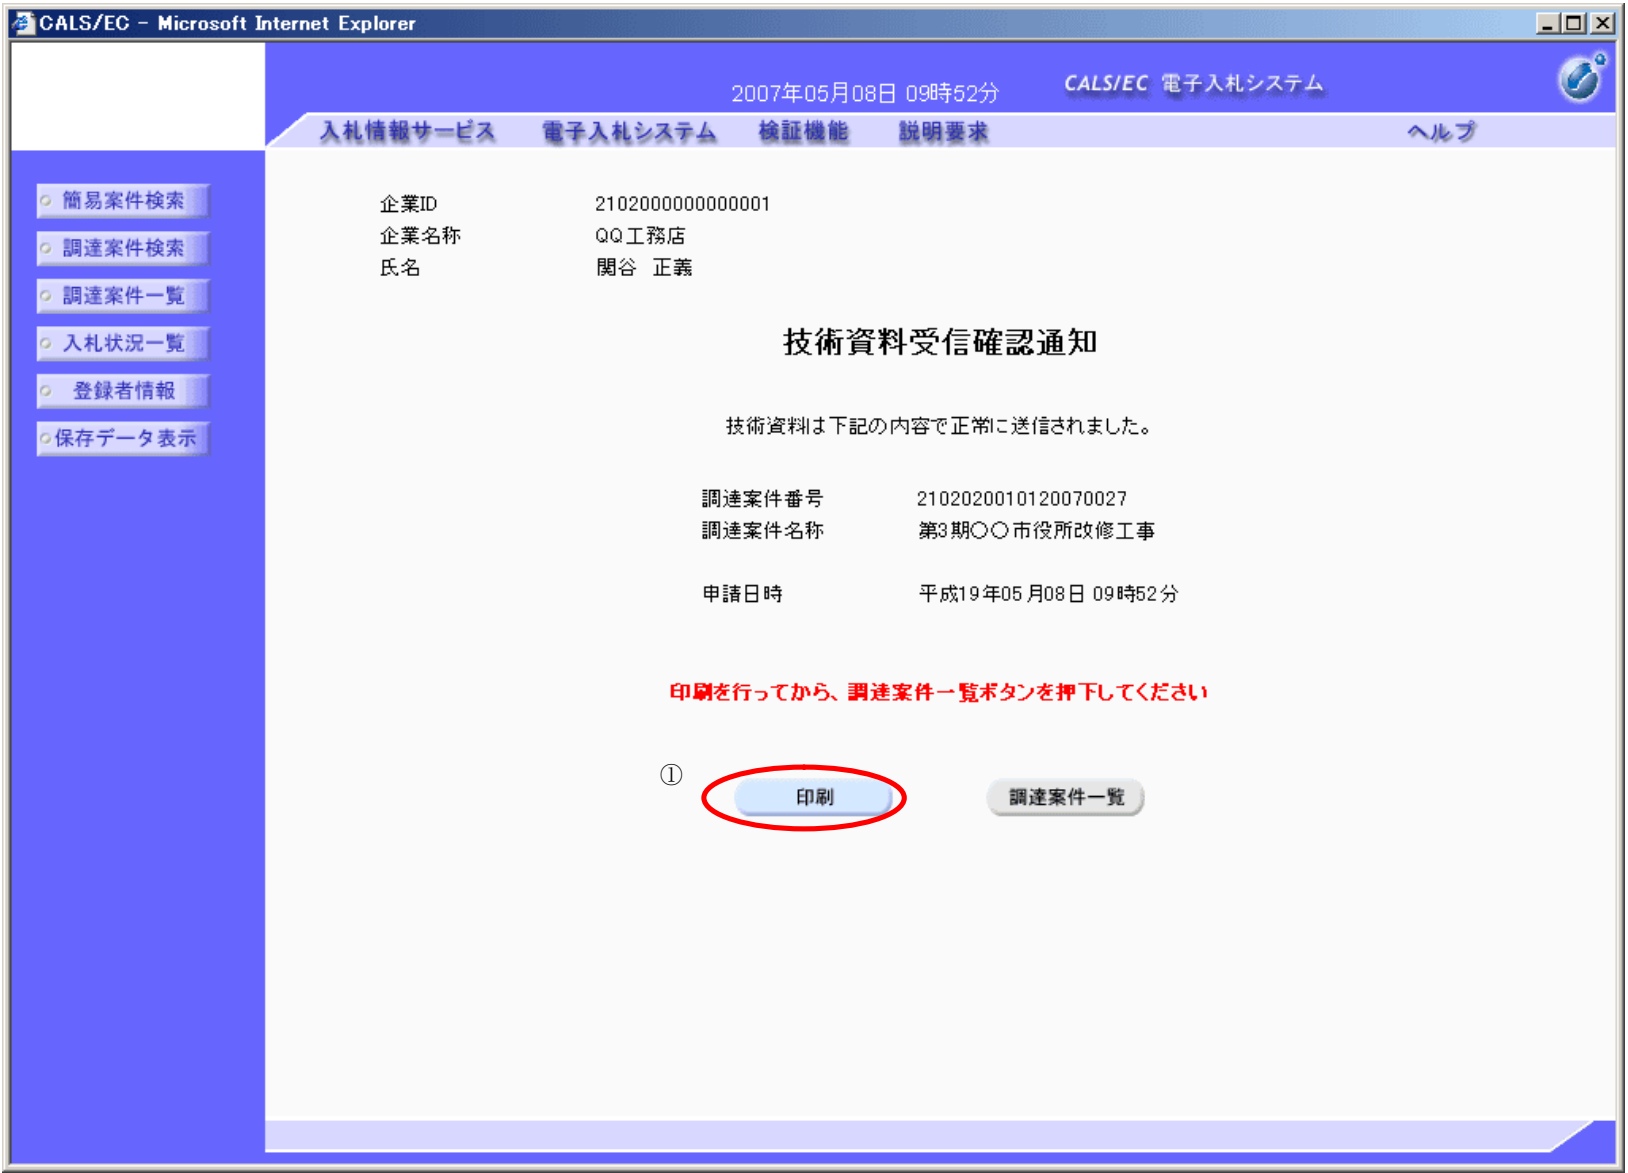 CALS/EC - Microsoft Internet Explorer
2007年05月08日 09時52分
CALS/EC 電子入札システム
入札情報サービス 電子入札システム 検証機能 説明要求 ヘルプ
簡易案件検索
調達案件検索
調達案件一覧
入札状況一覧
登録者情報
保存データ表示
企業ID 2102000000000001
企業名称 QQ工務店
氏名 関谷 正義
技術資料受信確認通知
技術資料は下記の内容で正常に送信されました。
調達案件番号 2102020010120070027
調達案件名称 第3期〇〇市役所改修工事
申請日時 平成19年05月08日 09時52分
印刷を行ってから、調達案件一覧ボタンを押下してください
①
印刷 調達案件一覧